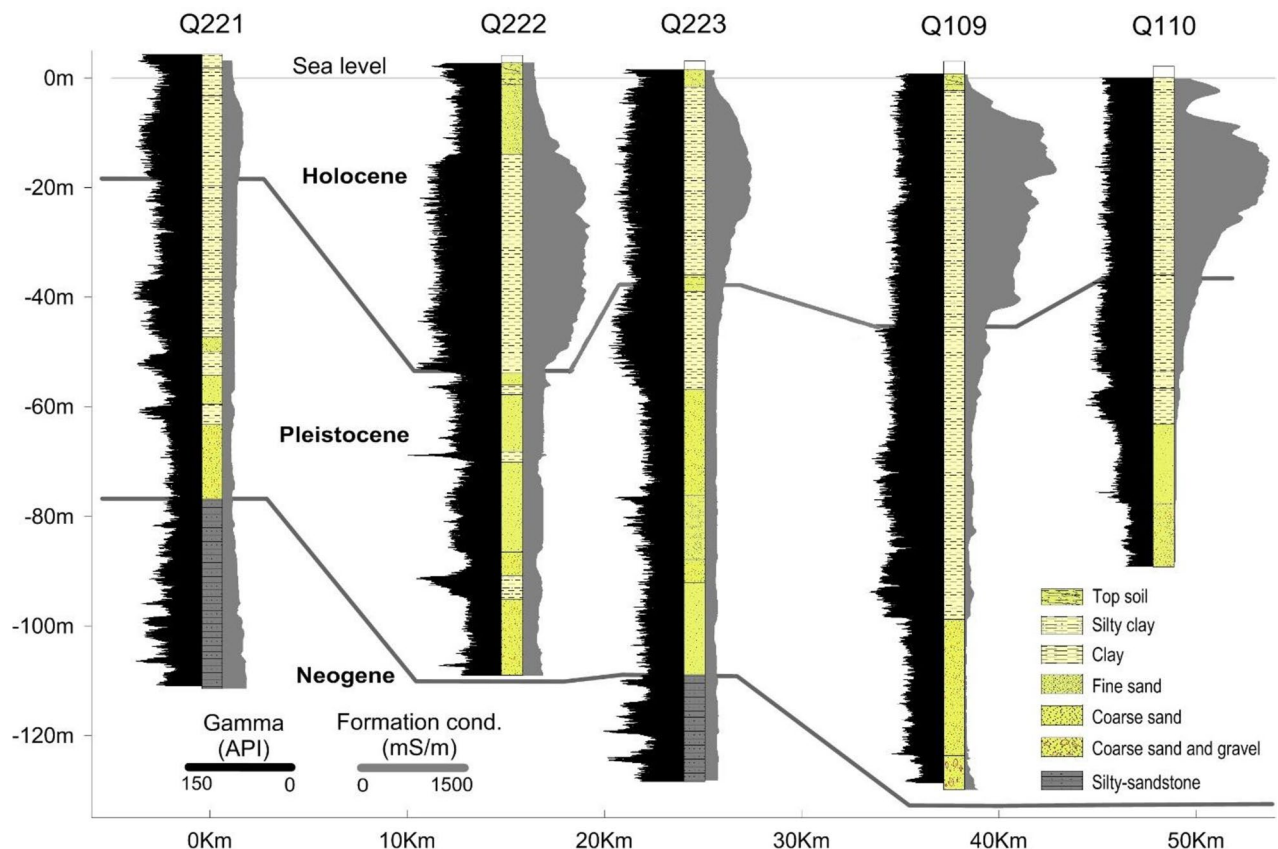 Q221 Q222 Q223 Q109 Q110
0m
Sea level
-20m
Holocene
-40m
-60m
Pleistocene
-80m
-100m
Neogene
-120m
Gamma
(API)
150 0
Formation cond.
(mS/m)
0 1500
Top soil
Silty clay
Clay
Fine sand
Coarse sand
Coarse sand and gravel
Silty-sandstone
0Km 10Km 20Km 30Km 40Km 50Km